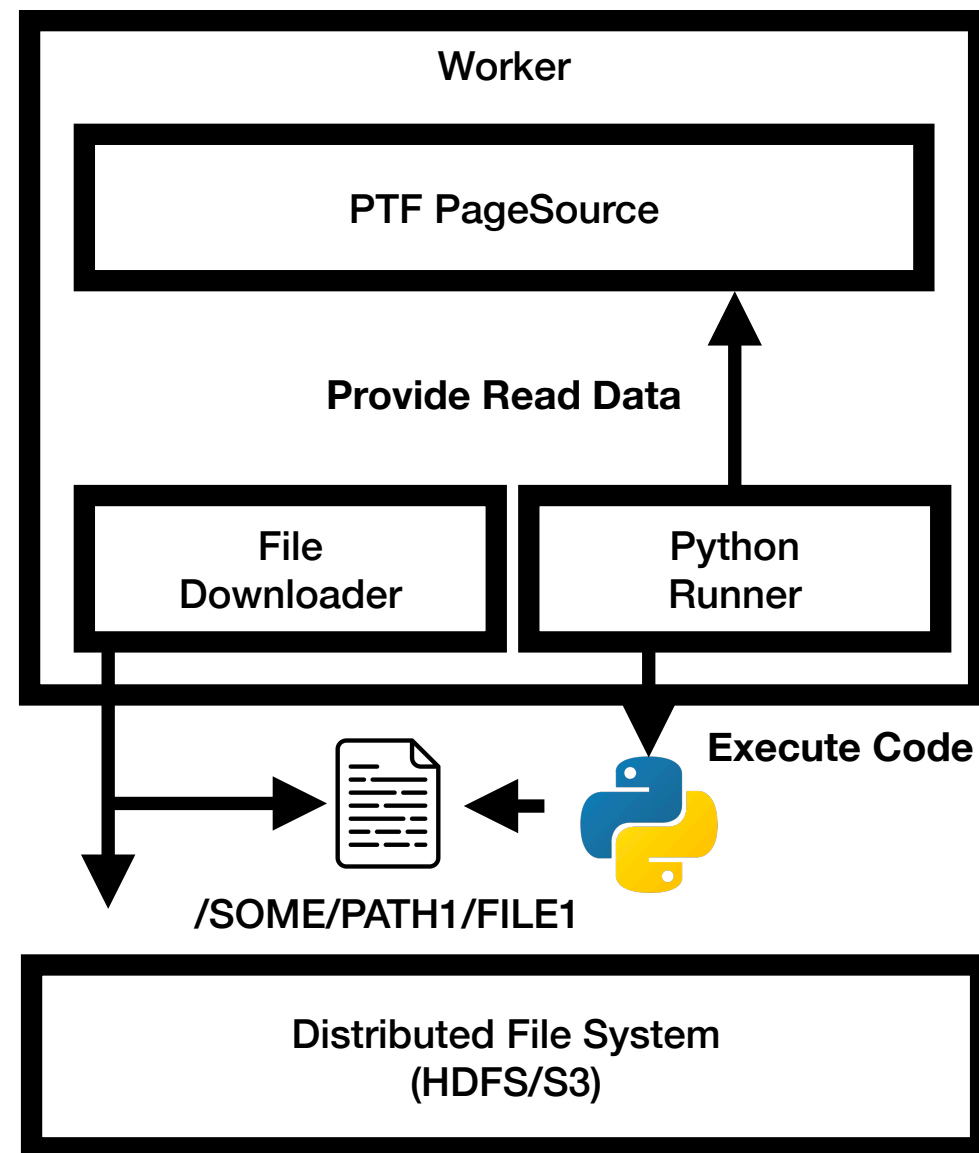 Worker
PTF PageSource
Provide Read Data
File
Downloader
Python
Runner
Execute Code
/SOME/PATH1/FILE1
Distributed File System
(HDFS/S3)